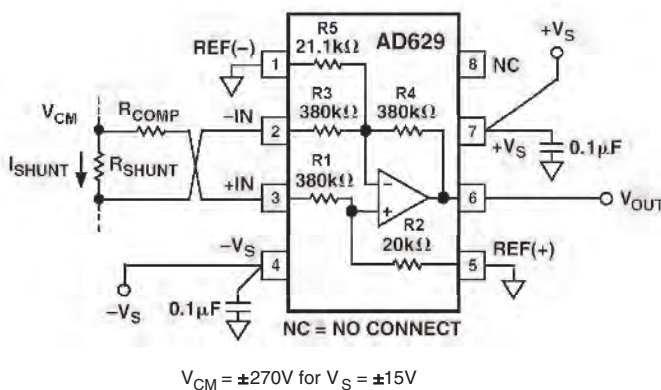 R5
21.1kΩ
AD629
+VS
REF(−)
1
8
NC
VCM
RCOMP
−IN
R3
380kΩ
R4
380kΩ
2
7
+VS
0.1µF
ISHUNT
RSHUNT
+IN
R1
380kΩ
3
−
+
6
VOUT
R2
20kΩ
−VS
4
5
REF(+)
−VS
0.1µF
NC = NO CONNECT
VCM = ±270V for VS = ±15V